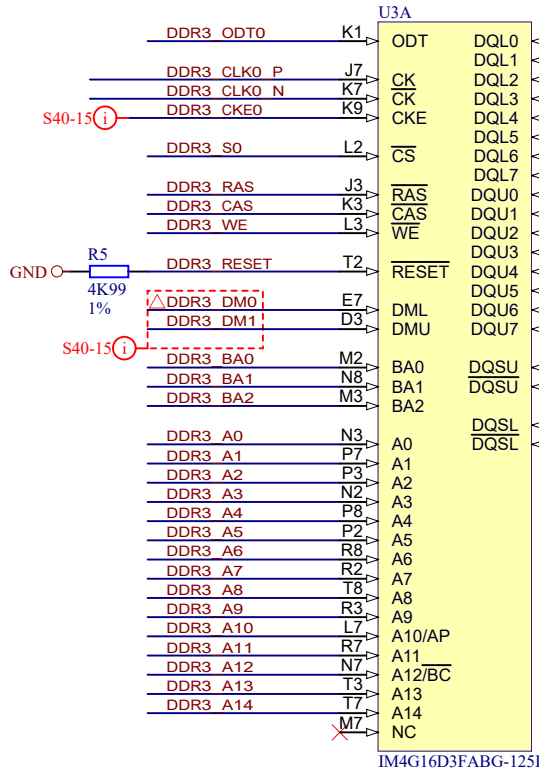 U3A
DDR3_ODT0 K1 ODT DQL0
DQL1
DDR3_CLK0_P J7 CK DQL2
DDR3_CLK0_N K7 CK DQL3
S40-15 i DDR3_CKE0 K9 CKE DQL4
DQL5
DDR3_S0 L2 CS DQL6
DQL7
DDR3_RAS J3 RAS DQU0
DDR3_CAS K3 CAS DQU1
DDR3_WE L3 WE DQU2
DQU3
GND R5 DDR3_RESET T2 RESET DQU4
4K99
1%
DQU5
DDR3_DM0 E7 DML DQU6
DDR3_DM1 D3 DMU DQU7
S40-15 i
DDR3_BA0 M2 BA0 DQSU
DDR3_BA1 N8 BA1 DQSU
DDR3_BA2 M3 BA2
DQSL
DDR3_A0 N3 A0 DQSL
DDR3_A1 P7 A1
DDR3_A2 P3 A2
DDR3_A3 N2 A3
DDR3_A4 P8 A4
DDR3_A5 P2 A5
DDR3_A6 R8 A6
DDR3_A7 R2 A7
DDR3_A8 T8 A8
DDR3_A9 R3 A9
DDR3_A10 L7 A10/AP
DDR3_A11 R7 A11
DDR3_A12 N7 A12/BC
DDR3_A13 T3 A13
DDR3_A14 T7 A14
M7 NC